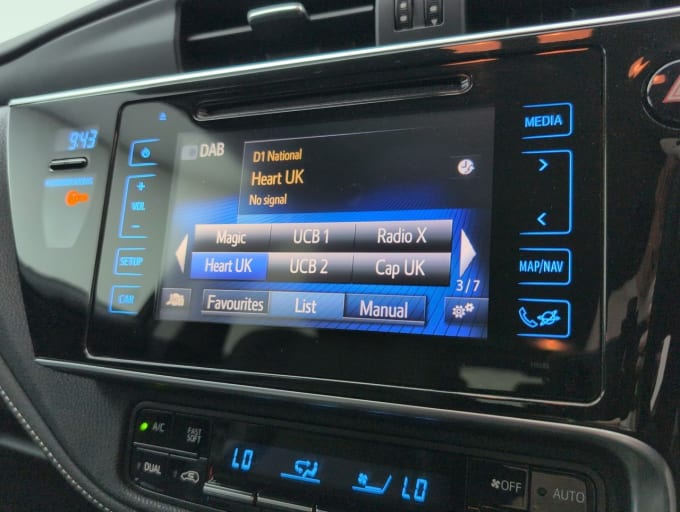 9:43
DAB
D1 National
Heart UK
No signal
MEDIA
VOL
Magic
UCB 1
Radio X
Heart UK
UCB 2
Cap UK
3/7
SETUP
MAP/NAV
CAR
Favourites
List
Manual
A/C
FAST
SOFT
DUAL
LO
LO
OFF
AUTO